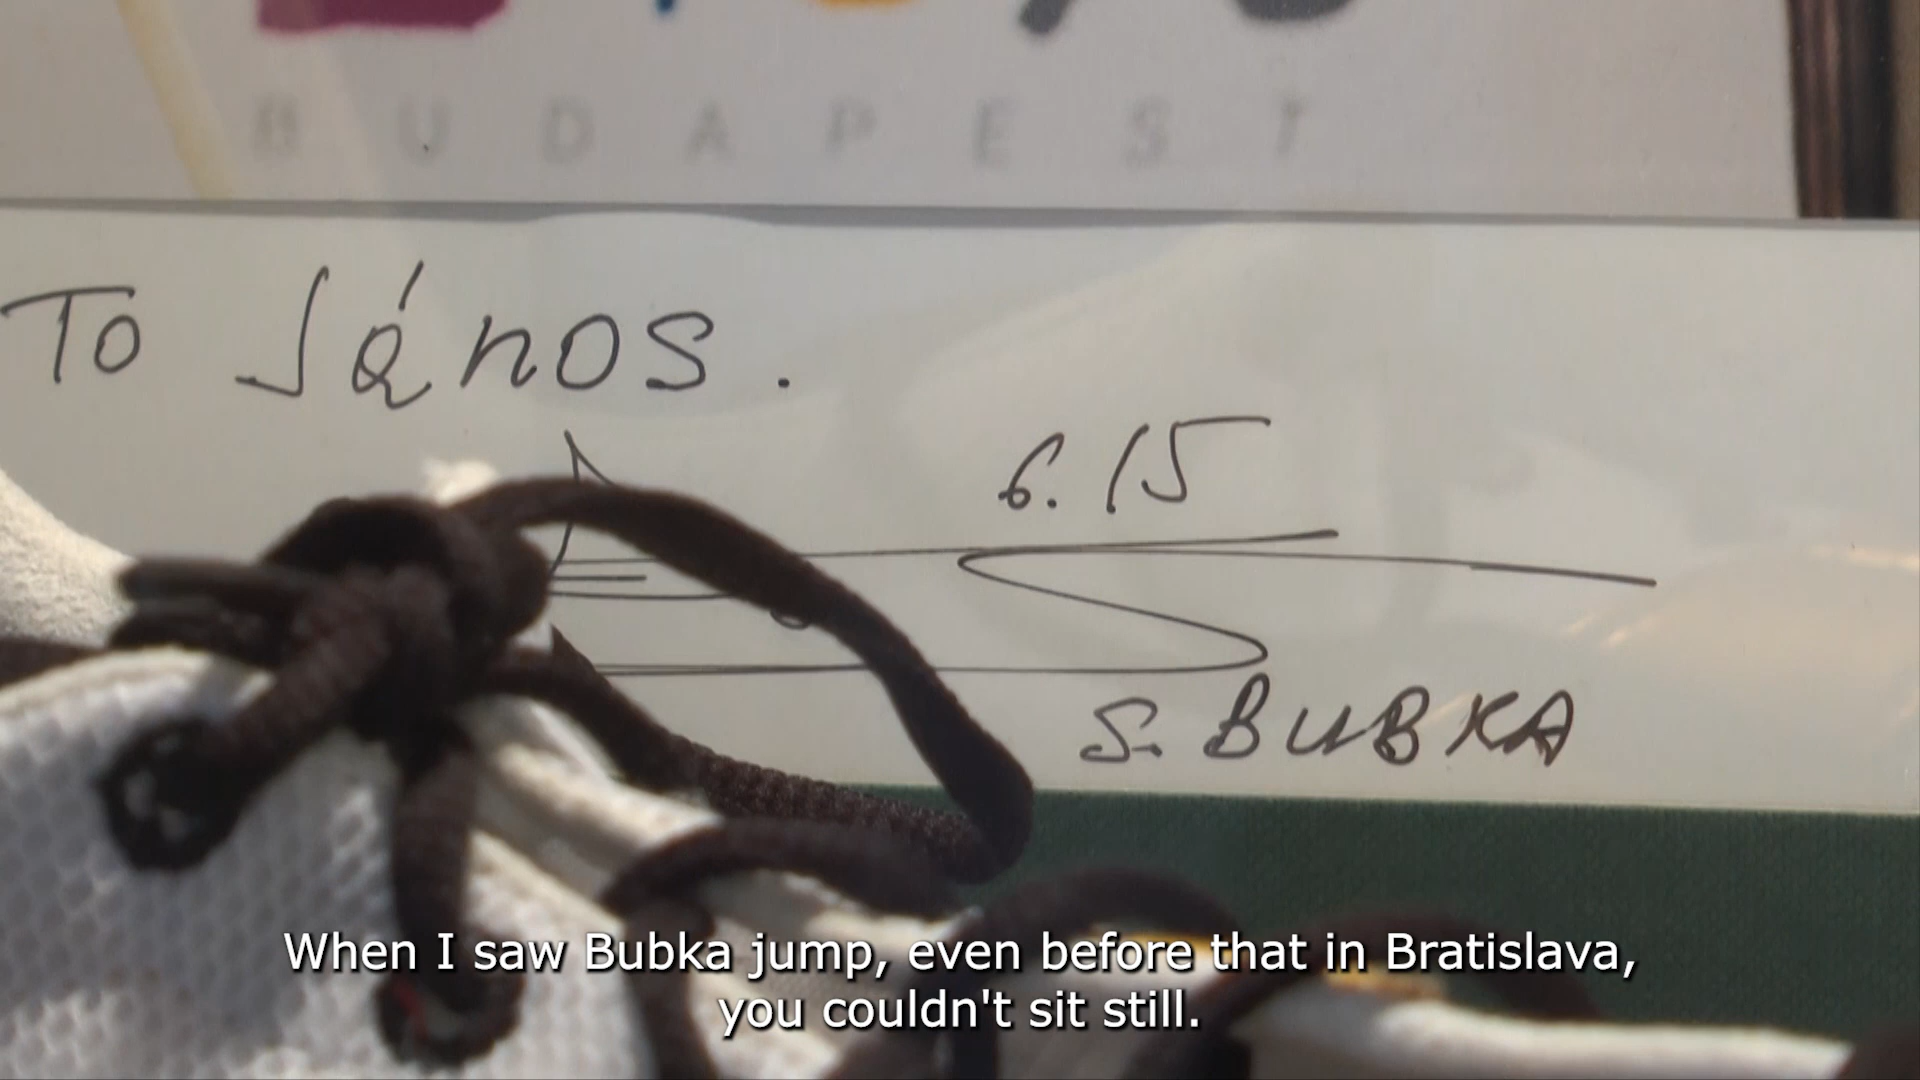 BUDAPEST
To János.
6.15
S. BUBKA
When I saw Bubka jump, even before that in Bratislava,
you couldn't sit still.